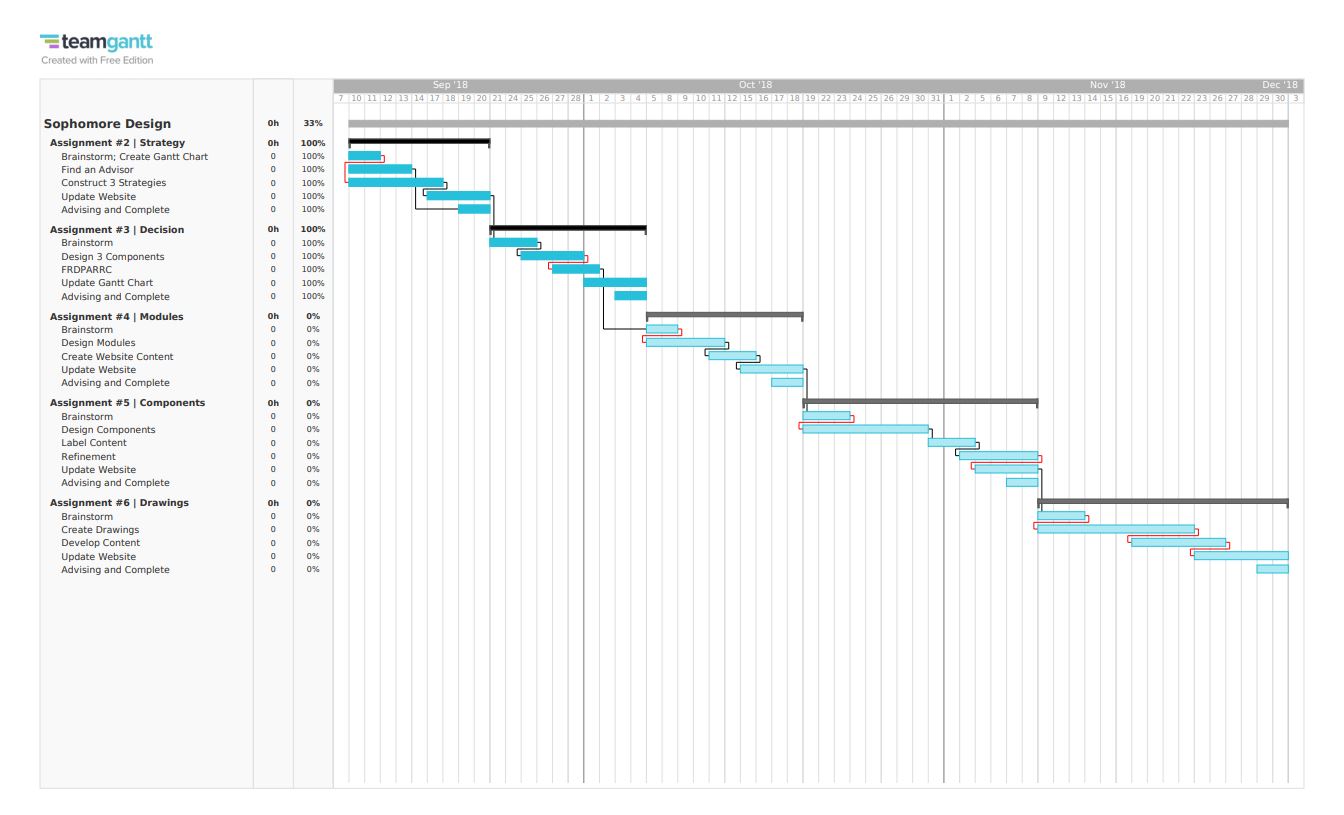 teamgantt
Created with Free Edition
Sep '18 Oct '18 Nov '18 Dec '18
7 10 11 12 13 14 17 18 19 20 21 24 25 26 27 28 1 2 3 4 5 8 9 10 11 12 15 16 17 18 19 22 23 24 25 26 29 30 31 1 2 5 6 7 8 9 12 13 14 15 16 19 20 21 22 23 26 27 28 29 30 3
Sophomore Design 0h 33%
Assignment #2 | Strategy 0h 100%
Brainstorm; Create Gantt Chart 0 100%
Find an Advisor 0 100%
Construct 3 Strategies 0 100%
Update Website 0 100%
Advising and Complete 0 100%
Assignment #3 | Decision 0h 100%
Brainstorm 0 100%
Design 3 Components 0 100%
FRDPARRC 0 100%
Update Gantt Chart 0 100%
Advising and Complete 0 100%
Assignment #4 | Modules 0h 0%
Brainstorm 0 0%
Design Modules 0 0%
Create Website Content 0 0%
Update Website 0 0%
Advising and Complete 0 0%
Assignment #5 | Components 0h 0%
Brainstorm 0 0%
Design Components 0 0%
Label Content 0 0%
Refinement 0 0%
Update Website 0 0%
Advising and Complete 0 0%
Assignment #6 | Drawings 0h 0%
Brainstorm 0 0%
Create Drawings 0 0%
Develop Content 0 0%
Update Website 0 0%
Advising and Complete 0 0%